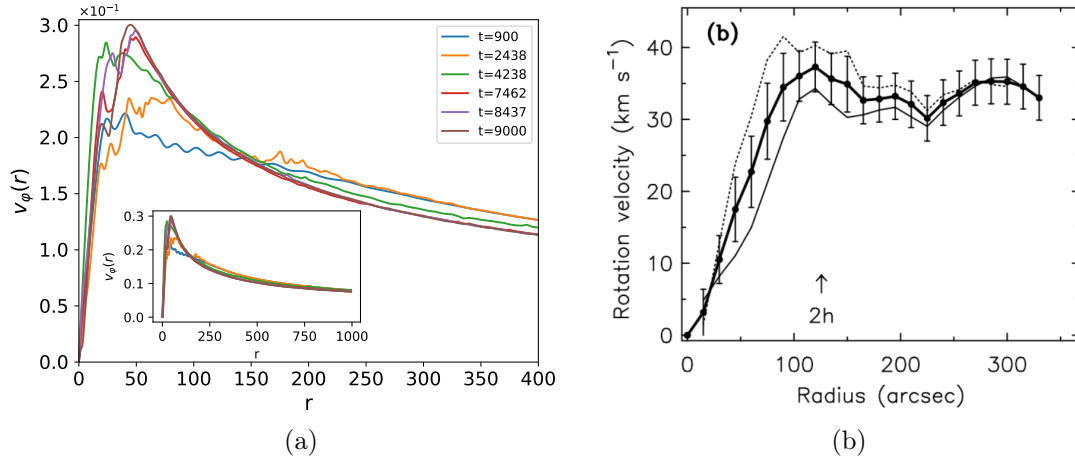 ×10⁻¹
3.0
2.5
2.0
1.5
1.0
0.5
0.0
vφ(r)
0 50 100 150 200 250 300 350 400
r
t=900
t=2438
t=4238
t=7462
t=8437
t=9000
0.3
0.2
0.1
0.0
vφ(r)
0 250 500 750 1000
r
(a)
(b)
40
30
20
10
0
Rotation velocity (km s⁻¹)
↑
2h
0 100 200 300
Radius (arcsec)
(b)